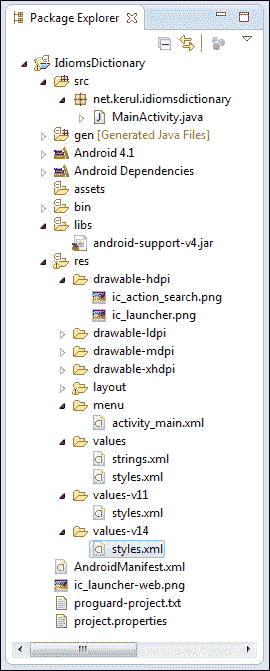 Package Explorer
IdiomsDictionary
src
net.kerul.idiomsdictionary
MainActivity.java
gen [Generated Java Files]
Android 4.1
Android Dependencies
assets
bin
libs
android-support-v4.jar
res
drawable-hdpi
ic_action_search.png
ic_launcher.png
drawable-ldpi
drawable-mdpi
drawable-xhdpi
layout
menu
activity_main.xml
values
strings.xml
styles.xml
values-v11
styles.xml
values-v14
styles.xml
AndroidManifest.xml
ic_launcher-web.png
proguard-project.txt
project.properties